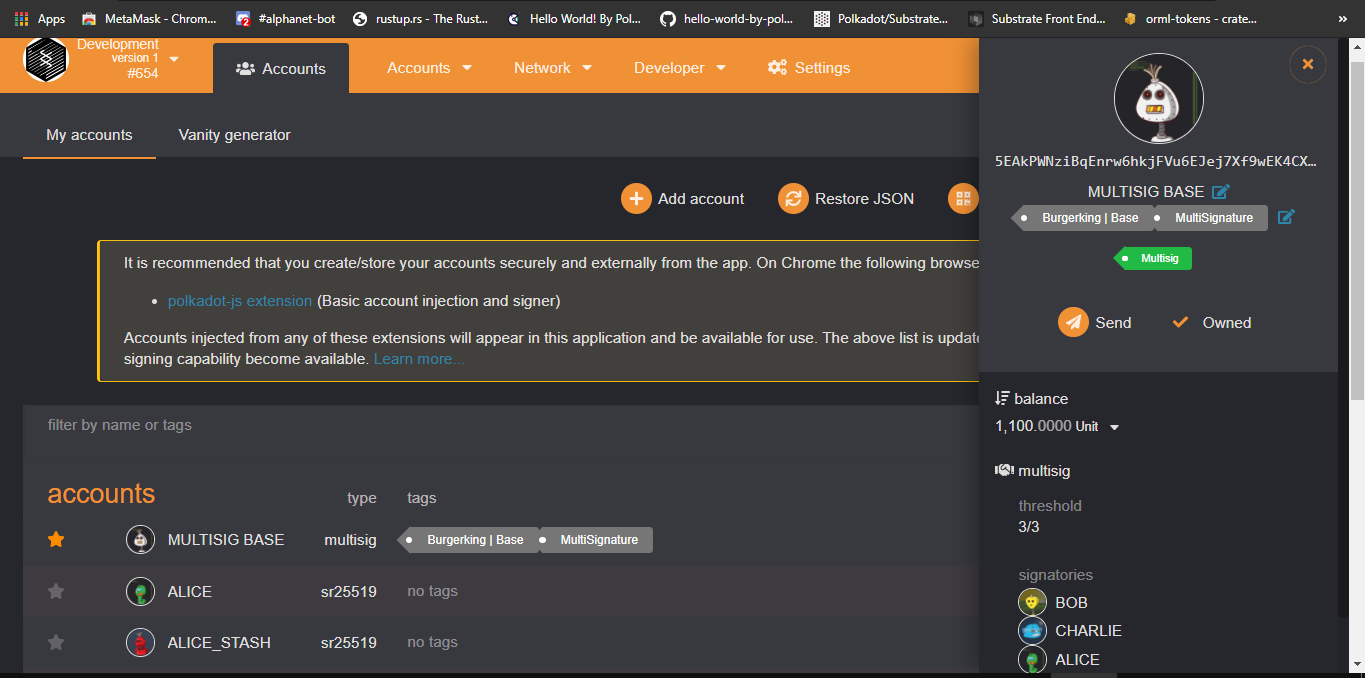 Apps MetaMask - Chrom... #alphanet-bot rustup.rs - The Rust... Hello World! By Pol... hello-world-by-pol... Polkadot/Substrate... Substrate Front End... orml-tokens - crate... »
Development
version 1
#654
Accounts Accounts Network Developer Settings
My accounts Vanity generator
Add account Restore JSON
It is recommended that you create/store your accounts securely and externally from the app. On Chrome the following browse
• polkadot-js extension (Basic account injection and signer)
Accounts injected from any of these extensions will appear in this application and be available for use. The above list is update
signing capability become available. Learn more...
filter by name or tags
accounts type tags
MULTISIG BASE multisig Burgerking | Base MultiSignature
ALICE sr25519 no tags
ALICE_STASH sr25519 no tags
5EAkPWNziBqEnrw6hkjFVu6EJej7Xf9wEK4CX...
MULTISIG BASE
Burgerking | Base MultiSignature
Multisig
Send Owned
balance
1,100.0000 Unit
multisig
threshold
3/3
signatories
BOB
CHARLIE
ALICE